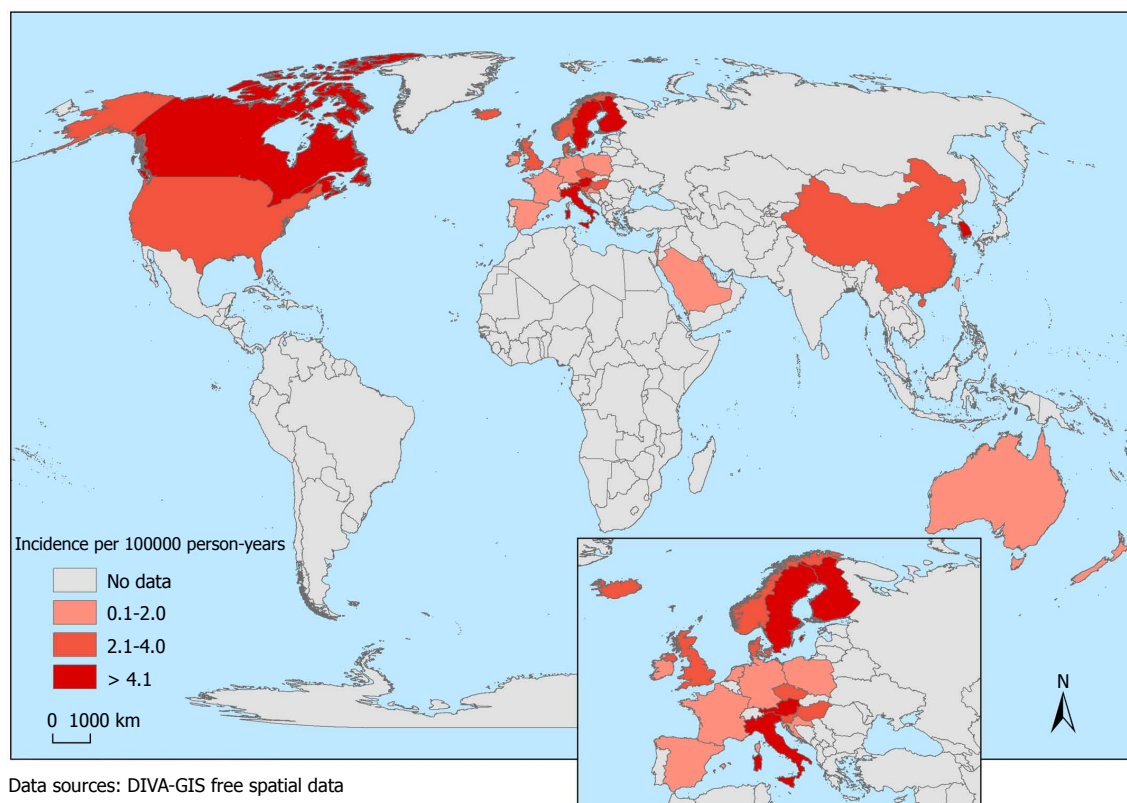 Incidence per 100000 person-years
No data
0.1-2.0
2.1-4.0
> 4.1
0 1000 km
N
Data sources: DIVA-GIS free spatial data